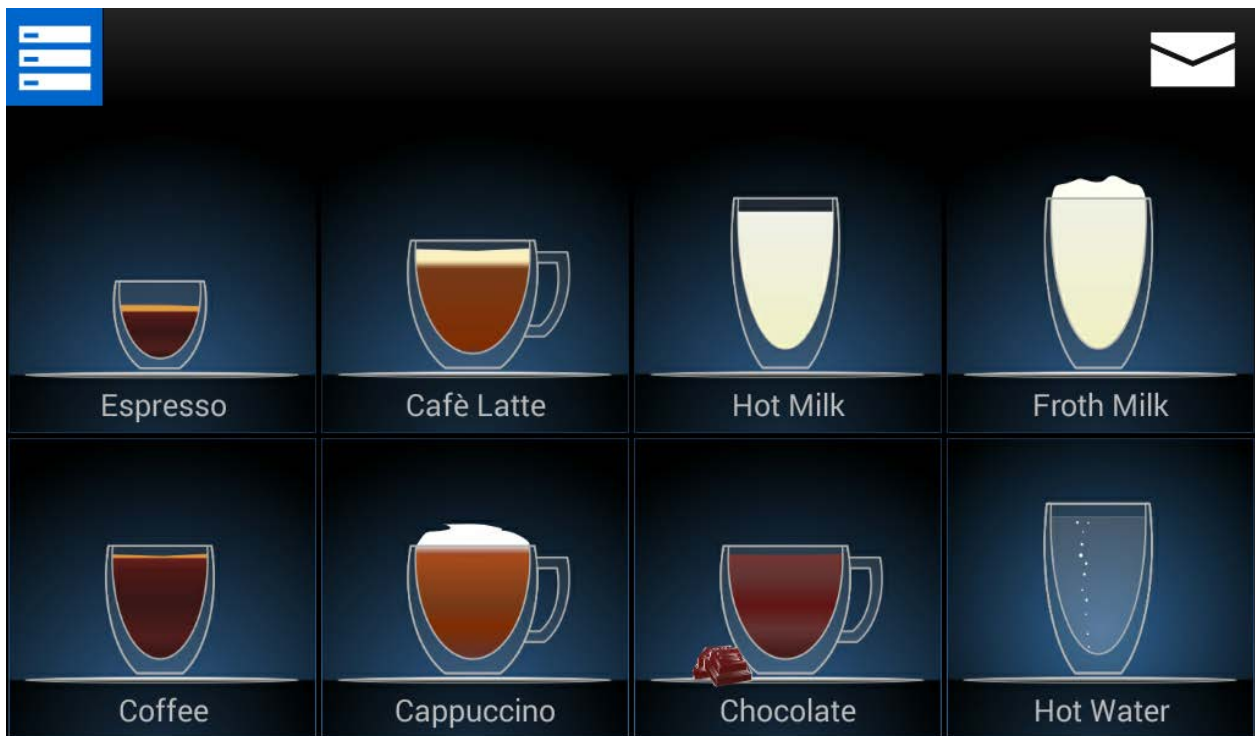 Espresso
Cafè Latte
Hot Milk
Froth Milk
Coffee
Cappuccino
Chocolate
Hot Water